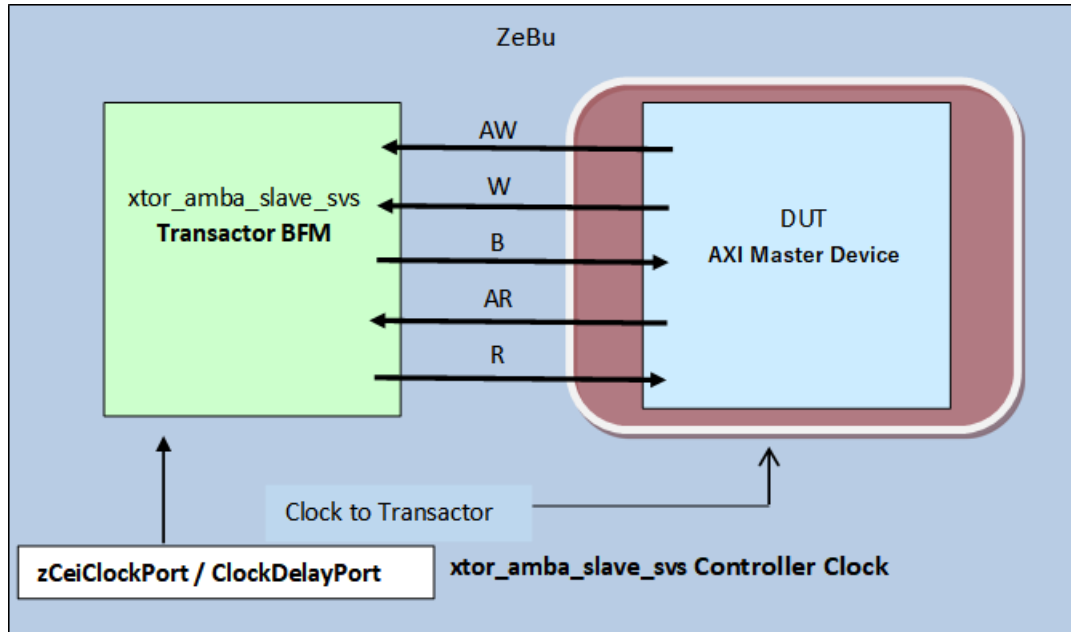 ZeBu
AW
xtor_amba_slave_svs
Transactor BFM
W
B
AR
R
DUT
AXI Master Device
Clock to Transactor
zCeiClockPort / ClockDelayPort
xtor_amba_slave_svs Controller Clock